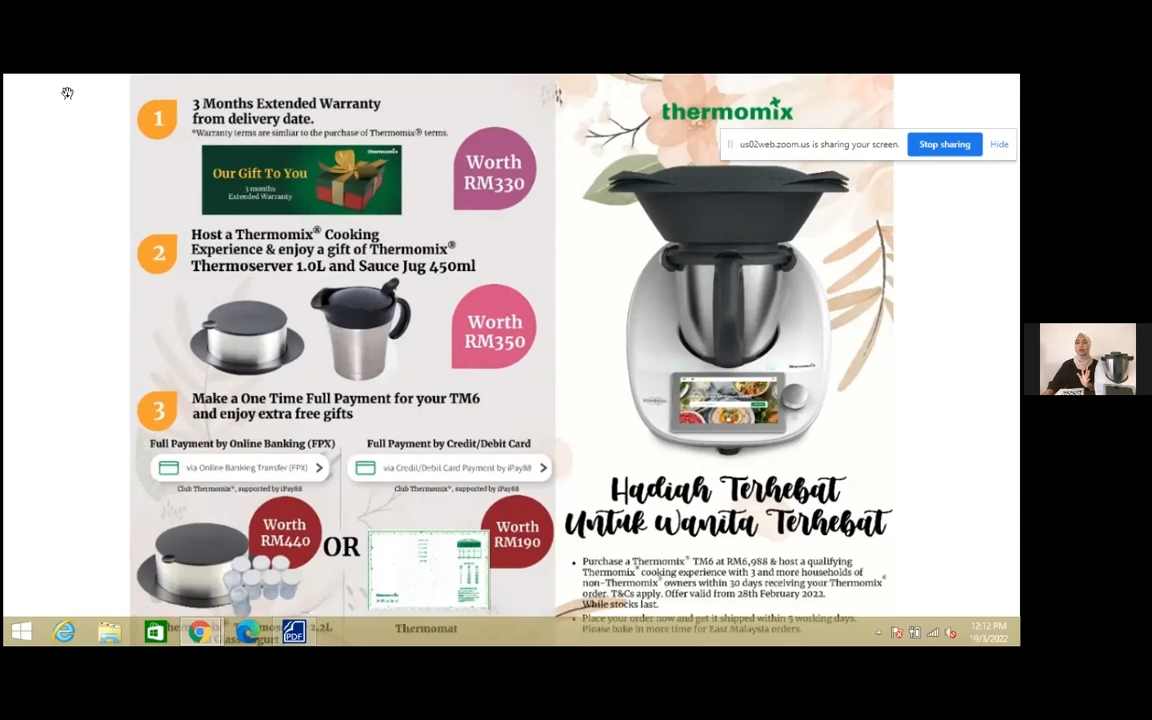 1
3 Months Extended Warranty
from delivery date.
*Warranty terms are similar to the purchase of Thermomix® terms.
thermomix
Our Gift To You
3 months
Extended Warranty
Worth
RM330
2
Host a Thermomix® Cooking
Experience & enjoy a gift of Thermomix®
Thermoserver 1.0L and Sauce Jug 450ml
Worth
RM350
3
Make a One Time Full Payment for your TM6
and enjoy extra free gifts
Full Payment by Online Banking (FPX)
via Online Banking Transfer (FPX)
Club Thermomix®, supported by iPay88
Worth
RM440
OR
Full Payment by Credit/Debit Card
via Credit/Debit Card Payment by iPay88
Club Thermomix®, supported by iPay88
Worth
RM190
2.2L
Thermomat
thermomix
us02web.zoom.us is sharing your screen.
Stop sharing
Hide
thermomix
Hadiah Terhebat
Untuk Wanita Terhebat
• Purchase a Thermomix® TM6 at RM6,988 & host a qualifying
Thermomix® cooking experience with 3 and more households of
non-Thermomix® owners within 30 days receiving your Thermomix®
order. T&Cs apply. Offer valid from 28th February 2022.
While stocks last.
• Place your order now and get it shipped within 5 working days.
Please bake in more time for East Malaysia orders.
PDF
12:12 PM
19/3/2022